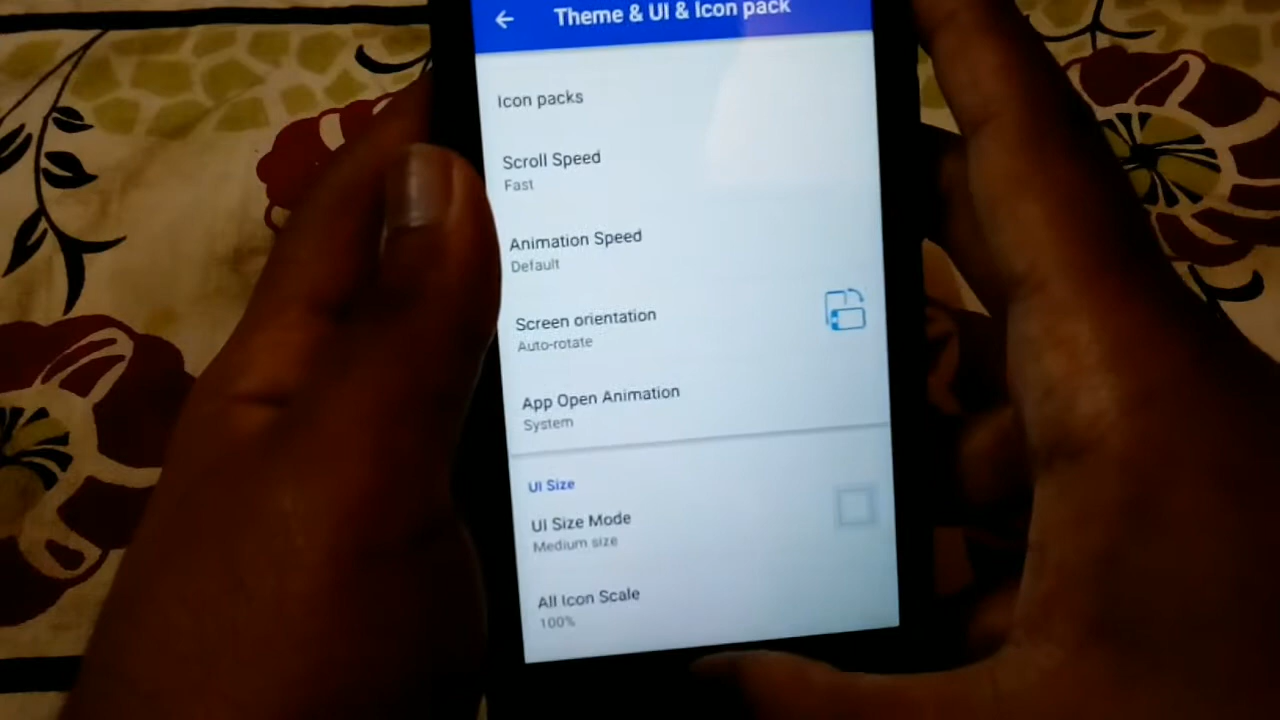 Theme & UI & Icon pack
Icon packs
Scroll Speed
Fast
Animation Speed
Default
Screen orientation
Auto-rotate
App Open Animation
System
UI Size
UI Size Mode
Medium size
All Icon Scale
100%